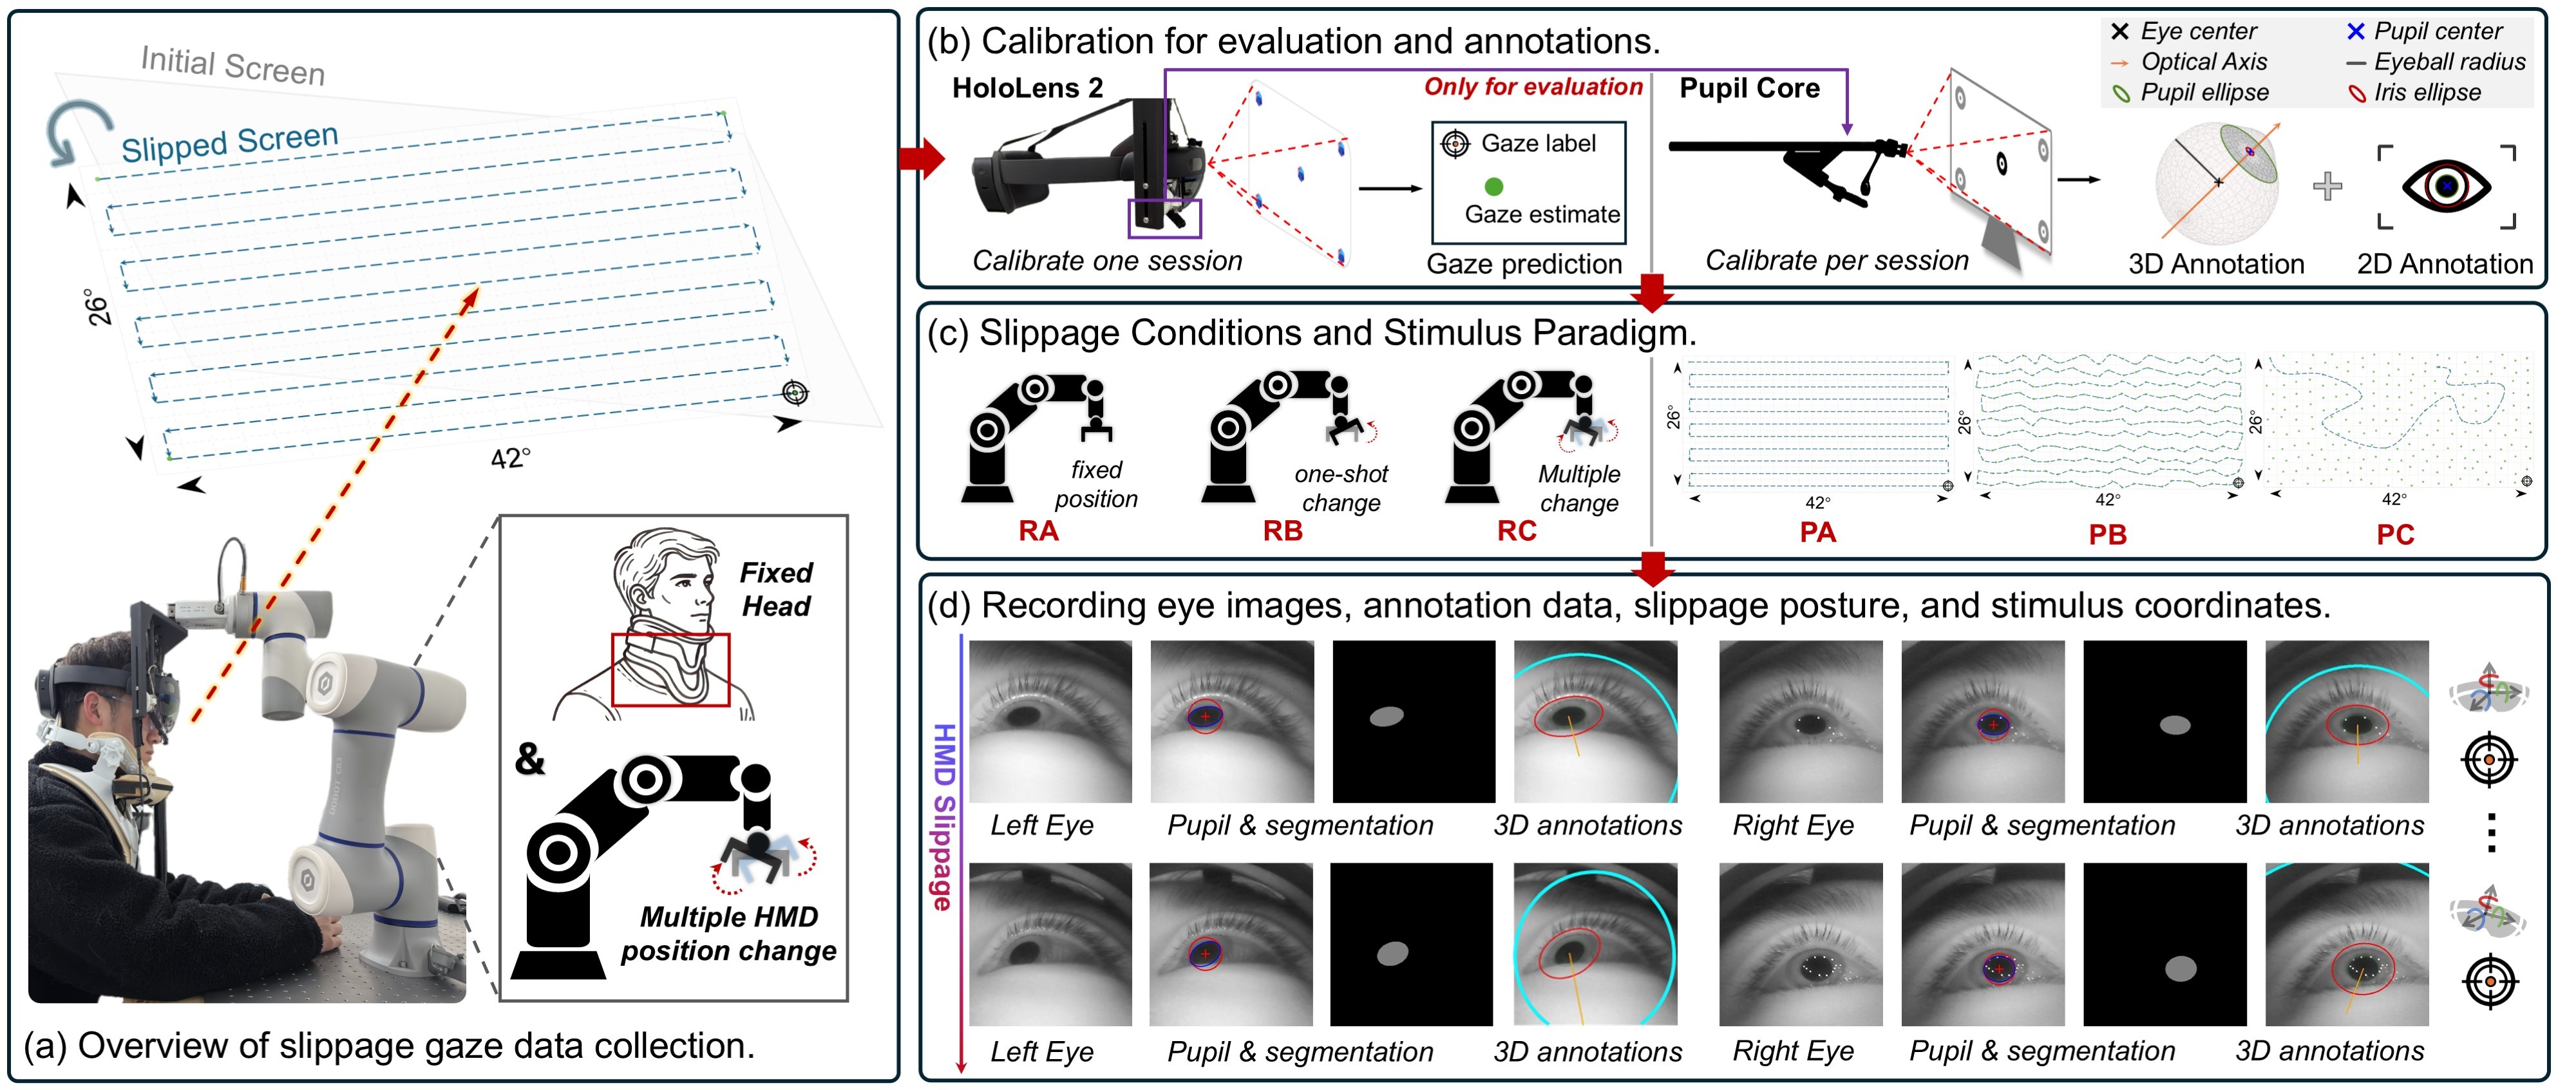 Initial Screen
Slipped Screen
26°
42°
Fixed
Head
&
Multiple HMD
position change
(a) Overview of slippage gaze data collection.
(b) Calibration for evaluation and annotations.
HoloLens 2
Only for evaluation
Pupil Core
Eye center
Pupil center
Optical Axis
Eyeball radius
Pupil ellipse
Iris ellipse
Gaze label
Gaze estimate
Calibrate one session
Gaze prediction
Calibrate per session
3D Annotation
2D Annotation
(c) Slippage Conditions and Stimulus Paradigm.
fixed
position
RA
one-shot
change
RB
Multiple
change
RC
26°
42°
PA
26°
42°
PB
26°
42°
PC
(d) Recording eye images, annotation data, slippage posture, and stimulus coordinates.
HMD Slippage
Left Eye
Pupil & segmentation
3D annotations
Right Eye
Pupil & segmentation
3D annotations
Left Eye
Pupil & segmentation
3D annotations
Right Eye
Pupil & segmentation
3D annotations